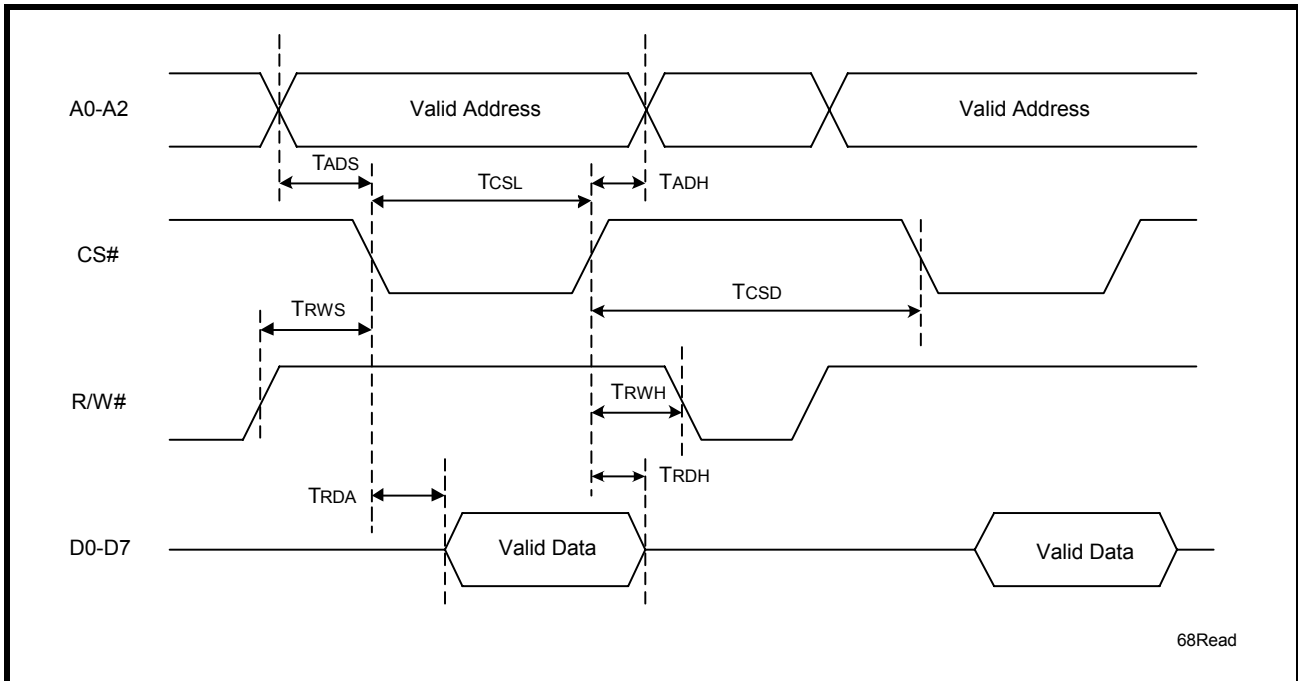 A0-A2
Valid Address
Valid Address
TADS
TCSL
TADH
CS#
TCSD
TRWS
R/W#
TRWH
TRDA
TRDH
D0-D7
Valid Data
Valid Data
68Read